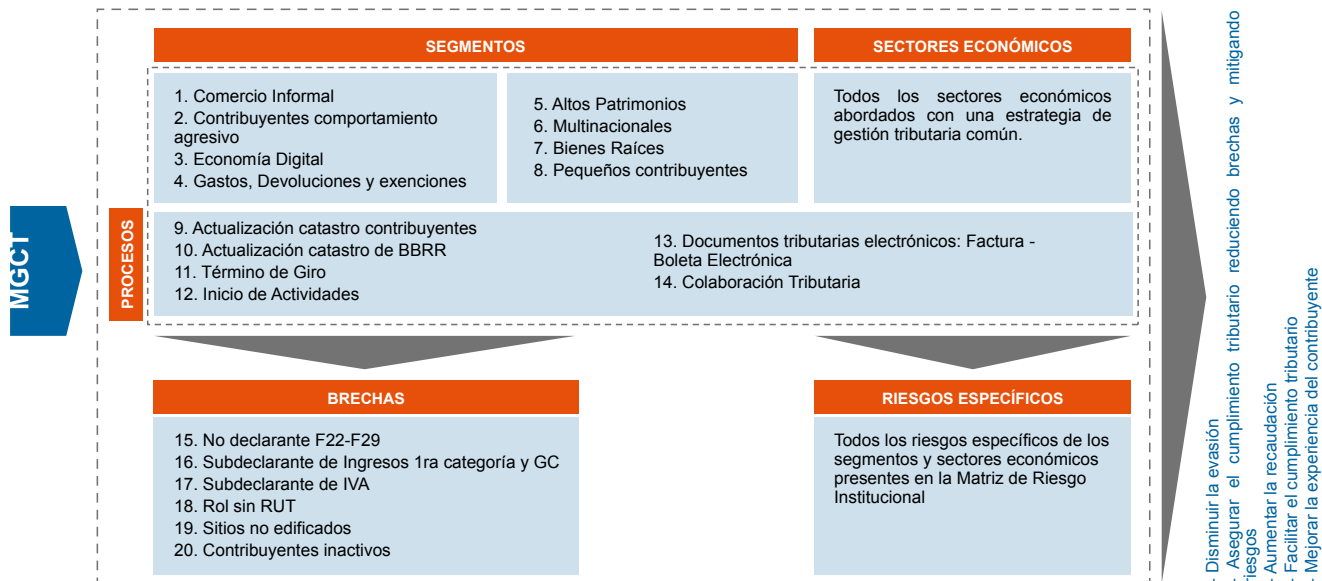 MGCT
PROCESOS
SEGMENTOS
1. Comercio Informal
2. Contribuyentes comportamiento
agresivo
3. Economía Digital
4. Gastos, Devoluciones y exenciones
5. Altos Patrimonios
6. Multinacionales
7. Bienes Raíces
8. Pequeños contribuyentes
SECTORES ECONÓMICOS
Todos los sectores económicos
abordados con una estrategia de
gestión tributaria común.
9. Actualización catastro contribuyentes
10. Actualización catastro de BBRR
11. Término de Giro
12. Inicio de Actividades
13. Documentos tributarias electrónicos: Factura -
Boleta Electrónica
14. Colaboración Tributaria
BRECHAS
15. No declarante F22-F29
16. Subdeclarante de Ingresos 1ra categoría y GC
17. Subdeclarante de IVA
18. Rol sin RUT
19. Sitios no edificados
20. Contribuyentes inactivos
RIESGOS ESPECÍFICOS
Todos los riesgos específicos de los
segmentos y sectores económicos
presentes en la Matriz de Riesgo
Institucional
- Disminuir la evasión
- Asegurar el cumplimiento tributario reduciendo brechas y mitigando
riesgos
- Aumentar la recaudación
- Facilitar el cumplimiento tributario
- Mejorar la experiencia del contribuyente